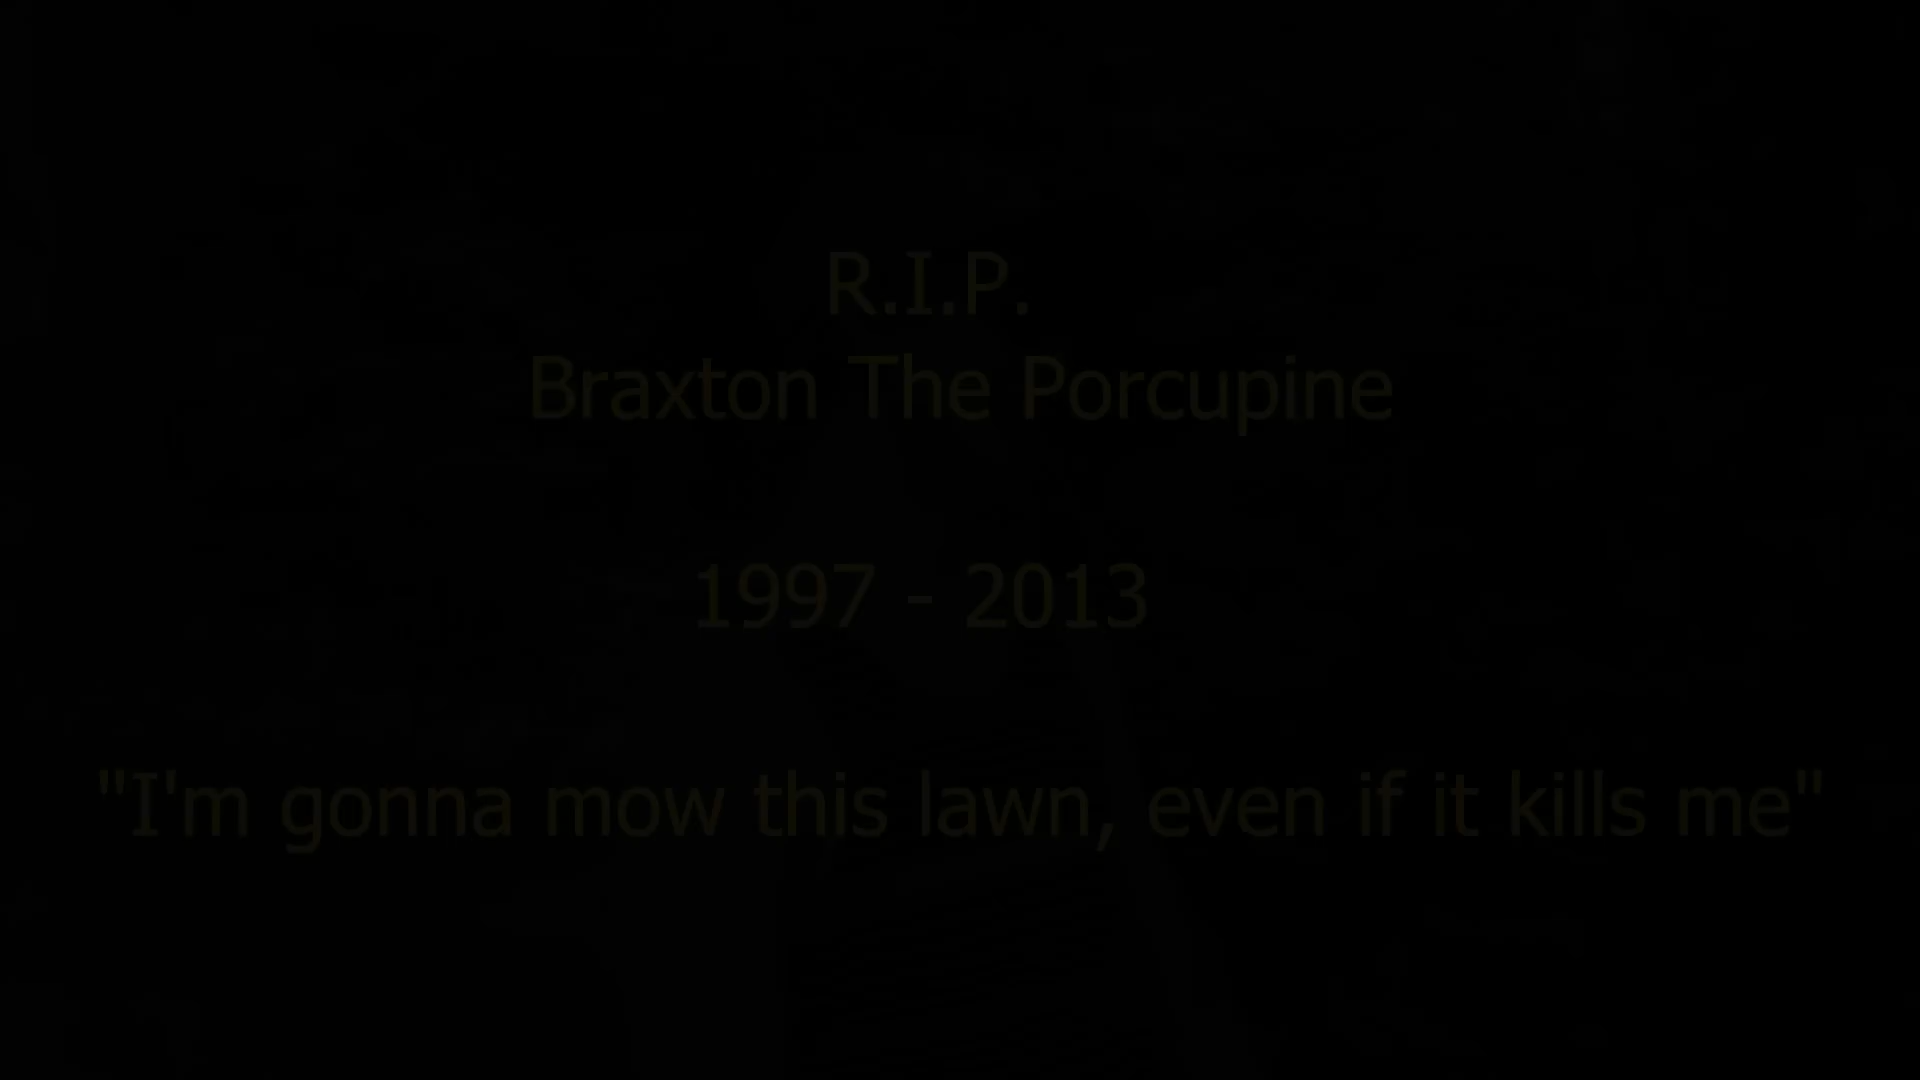 R.I.P.
Braxton The Porcupine
1997 - 2013
"I'm gonna mow this lawn, even if it kills me"